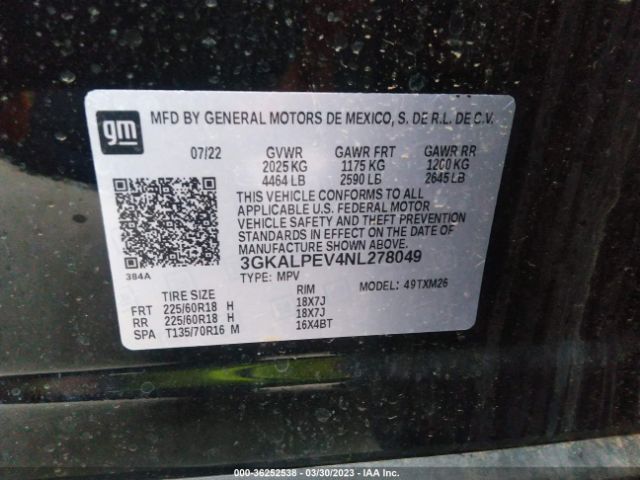 gm
MFD BY GENERAL MOTORS DE MEXICO, S. DE R.L. DE C.V.
07/22 GVWR GAWR FRT GAWR RR
2025 KG 1175 KG 1200 KG
4464 LB 2590 LB 2645 LB
THIS VEHICLE CONFORMS TO ALL
APPLICABLE U.S. FEDERAL MOTOR
VEHICLE SAFETY AND THEFT PREVENTION
STANDARDS IN EFFECT ON THE DATE OF
MANUFACTURE SHOWN ABOVE.
384A 3GKALPEV4NL278049
TYPE: MPV MODEL: 49TXM26
TIRE SIZE RIM
FRT 225/60R18 H 18X7J
RR 225/60R18 H 18X7J
SPA T135/70R16 M 16X4BT
© 000 - 36252538 - 03/30/2023 - IAA Inc.